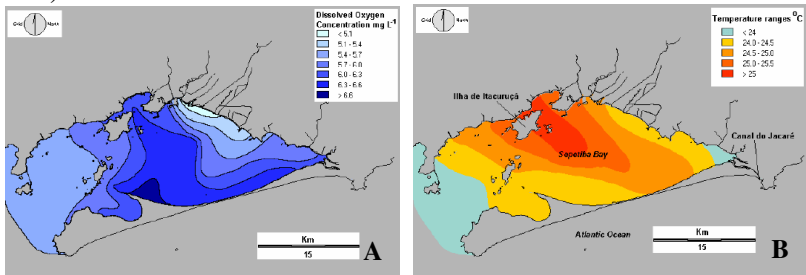 Grid North
Dissolved Oxygen
Concentration mg L-1
< 5.1
5.1 - 5.4
5.4 - 5.7
5.7 - 6.0
6.0 - 6.3
6.3 - 6.6
> 6.6
Km
15
A
Grid North
Temperature ranges °C
< 24
24.0 - 24.5
24.5 - 25.0
25.0 - 25.5
> 25
Ilha de Itacuruçá
Canal do Jacaré
Sepetiba Bay
Atlantic Ocean
Km
15
B